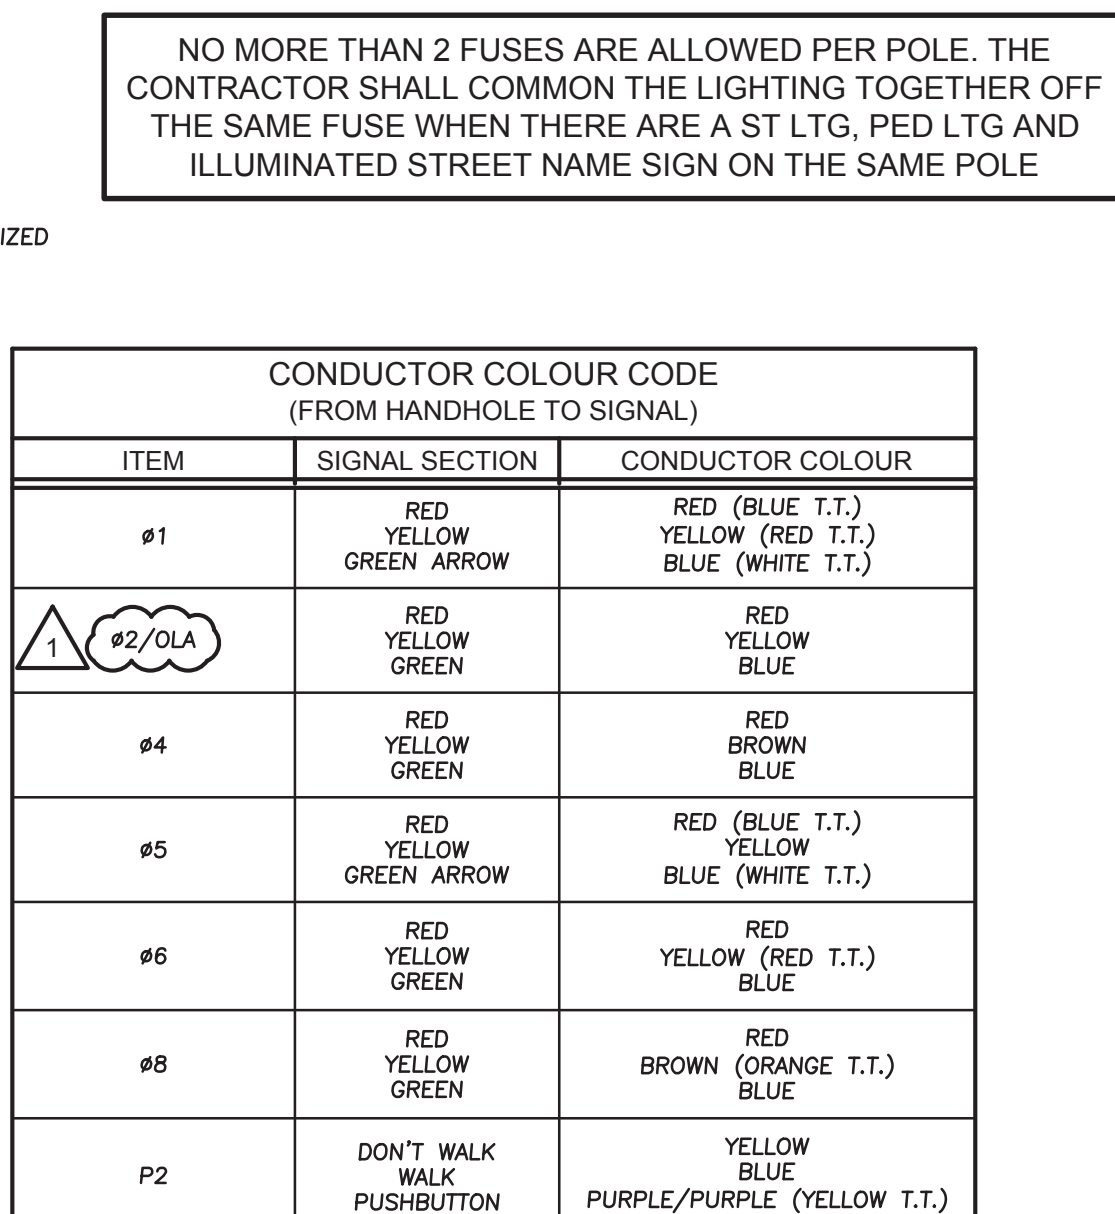 NO MORE THAN 2 FUSES ARE ALLOWED PER POLE. THE
CONTRACTOR SHALL COMMON THE LIGHTING TOGETHER OFF
THE SAME FUSE WHEN THERE ARE A ST LTG, PED LTG AND
ILLUMINATED STREET NAME SIGN ON THE SAME POLE
IZED
CONDUCTOR COLOUR CODE
(FROM HANDHOLE TO SIGNAL)
ITEM SIGNAL SECTION CONDUCTOR COLOUR
ø1
RED
YELLOW
GREEN ARROW
RED (BLUE T.T.)
YELLOW (RED T.T.)
BLUE (WHITE T.T.)
1 ø2/OLA
RED
YELLOW
GREEN
RED
YELLOW
BLUE
ø4
RED
YELLOW
GREEN
RED
BROWN
BLUE
ø5
RED
YELLOW
GREEN ARROW
RED (BLUE T.T.)
YELLOW
BLUE (WHITE T.T.)
ø6
RED
YELLOW
GREEN
RED
YELLOW (RED T.T.)
BLUE
ø8
RED
YELLOW
GREEN
RED
BROWN (ORANGE T.T.)
BLUE
P2
DON'T WALK
WALK
PUSHBUTTON
YELLOW
BLUE
PURPLE/PURPLE (YELLOW T.T.)